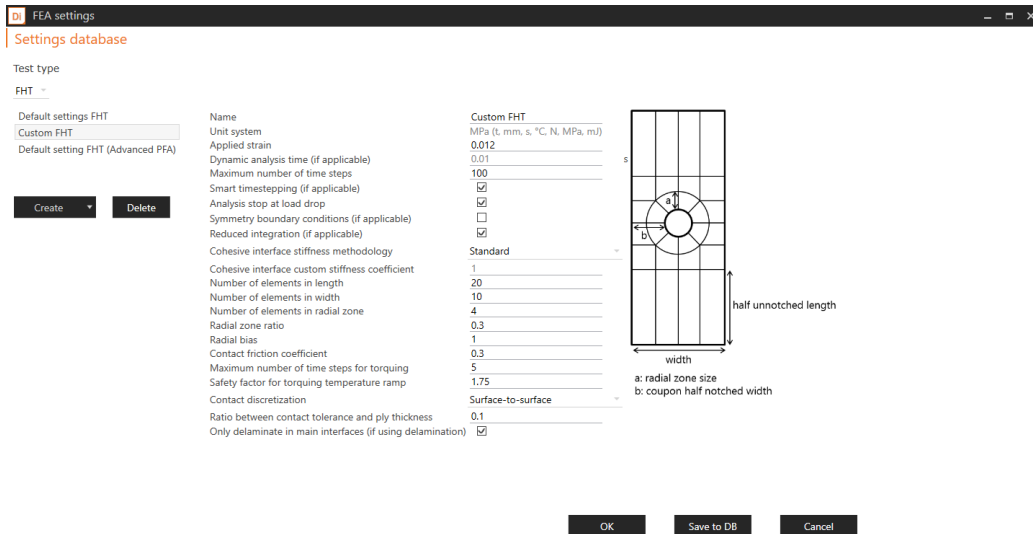 Di FEA settings
Settings database
Test type
FHT
Default settings FHT
Custom FHT
Default setting FHT (Advanced PFA)
Create
Delete
Name Custom FHT
Unit system MPa (t, mm, s, °C, N, MPa, mJ)
Applied strain 0.012
Dynamic analysis time (if applicable) 0.01 s
Maximum number of time steps 100
Smart timestepping (if applicable)
Analysis stop at load drop
Symmetry boundary conditions (if applicable)
Reduced integration (if applicable)
Cohesive interface stiffness methodology Standard
Cohesive interface custom stiffness coefficient 1
Number of elements in length 20
Number of elements in width 10
Number of elements in radial zone 4
Radial zone ratio 0.3
Radial bias 1
Contact friction coefficient 0.3
Maximum number of time steps for torquing 5
Safety factor for torquing temperature ramp 1.75
Contact discretization Surface-to-surface
Ratio between contact tolerance and ply thickness 0.1
Only delaminate in main interfaces (if using delamination)
a
b
half unnotched length
width
a: radial zone size
b: coupon half notched width
OK
Save to DB
Cancel